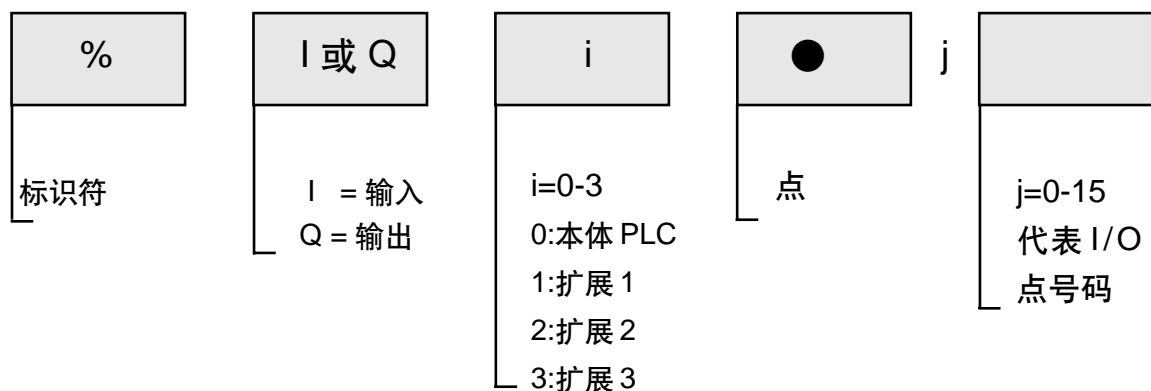 %
I 或 Q
i
●
j
标识符
I = 输入
Q = 输出
i=0-3
0:本体 PLC
1:扩展 1
2:扩展 2
3:扩展 3
点
j=0-15
代表 I/O
点号码